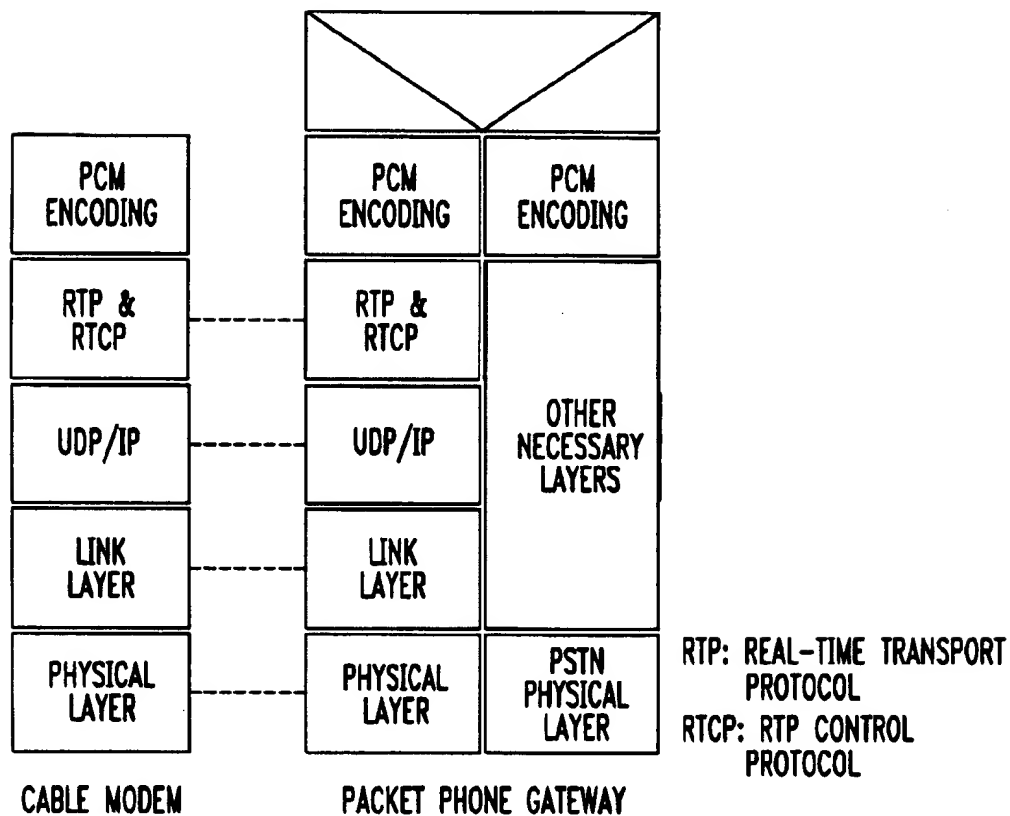 PCM
ENCODING
PCM
ENCODING
PCM
ENCODING
RTP &
RTCP
RTP &
RTCP
UDP/IP
UDP/IP
OTHER
NECESSARY
LAYERS
LINK
LAYER
LINK
LAYER
PHYSICAL
LAYER
PHYSICAL
LAYER
PSTN
PHYSICAL
LAYER
RTP: REAL-TIME TRANSPORT
PROTOCOL
RTCP: RTP CONTROL
PROTOCOL
CABLE MODEM
PACKET PHONE GATEWAY